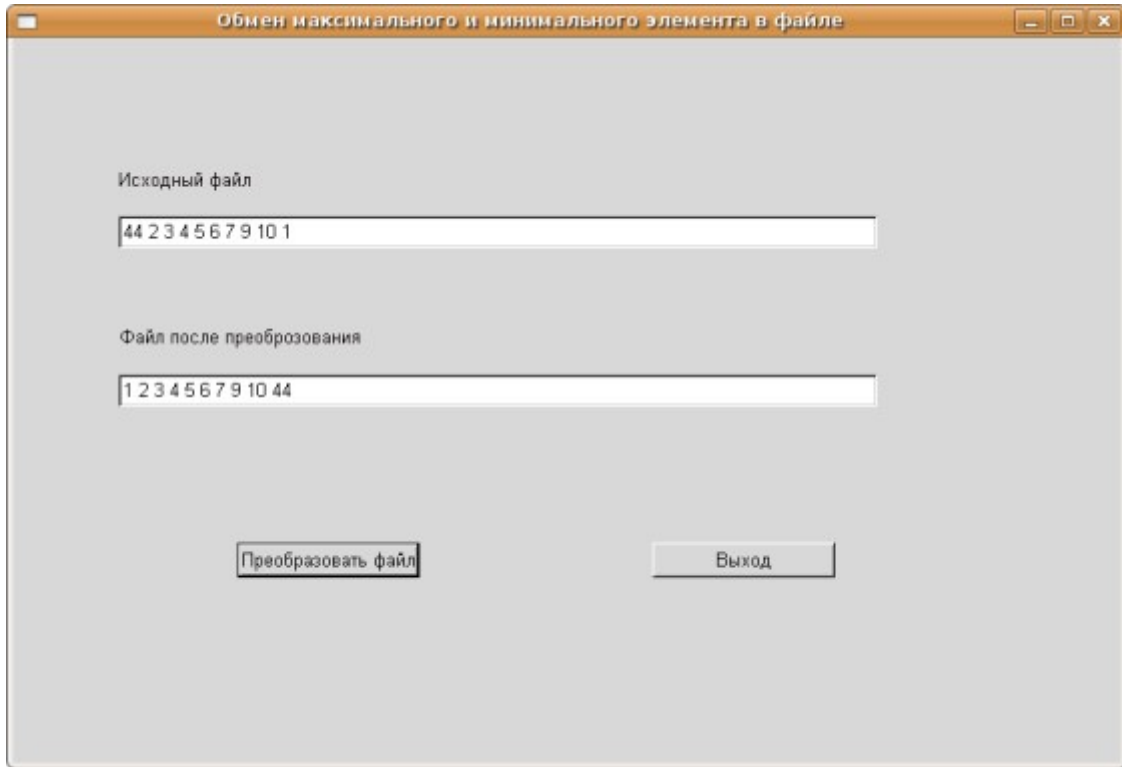 Обмен максимального и минимального элемента в файле
Исходный файл
44 2 3 4 5 6 7 9 10 1
Файл после преоброзования
1 2 3 4 5 6 7 9 10 44
Преобразовать файл
Выход